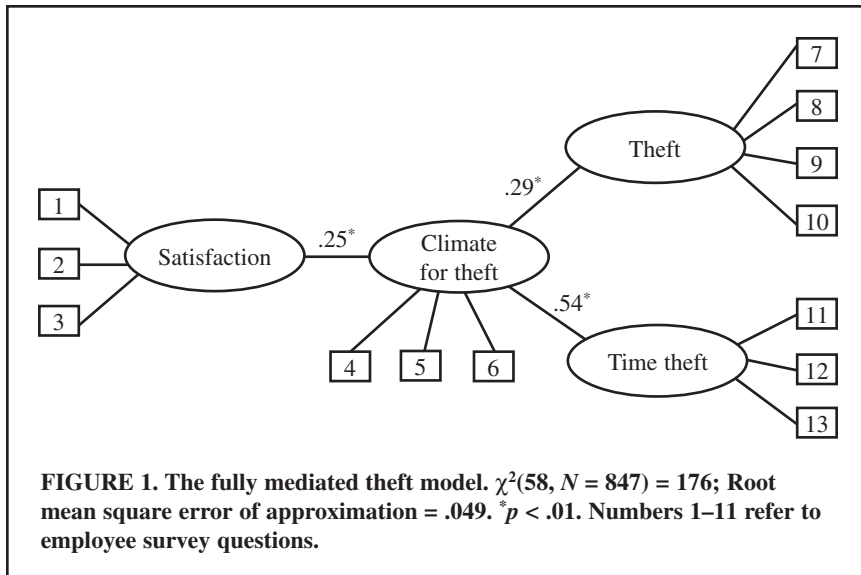 7
8
Theft
9
.29*
1
10
.25*
Climate
Satisfaction
for theft
2
.54*
3
11
4
5
6
Time theft
12
13
FIGURE 1. The fully mediated theft model. χ²(58, N = 847) = 176; Root
mean square error of approximation = .049. *p < .01. Numbers 1–11 refer to
employee survey questions.